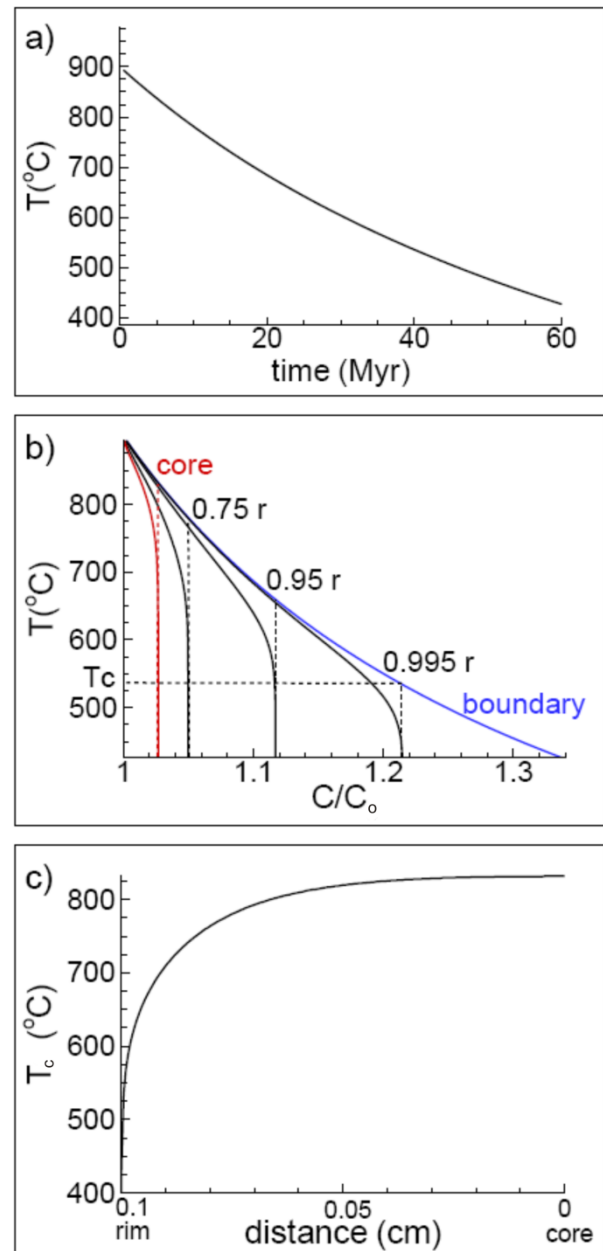 a)
900
800
700
600
500
400
T(°C)
0
20
40
60
time (Myr)
b)
core
0.75 r
0.95 r
0.995 r
boundary
800
700
600
Tc
500
T(°C)
1
1.1
1.2
1.3
C/Co
c)
800
700
600
500
400
Tc (°C)
0.1
0.05
0
rim
distance (cm)
core